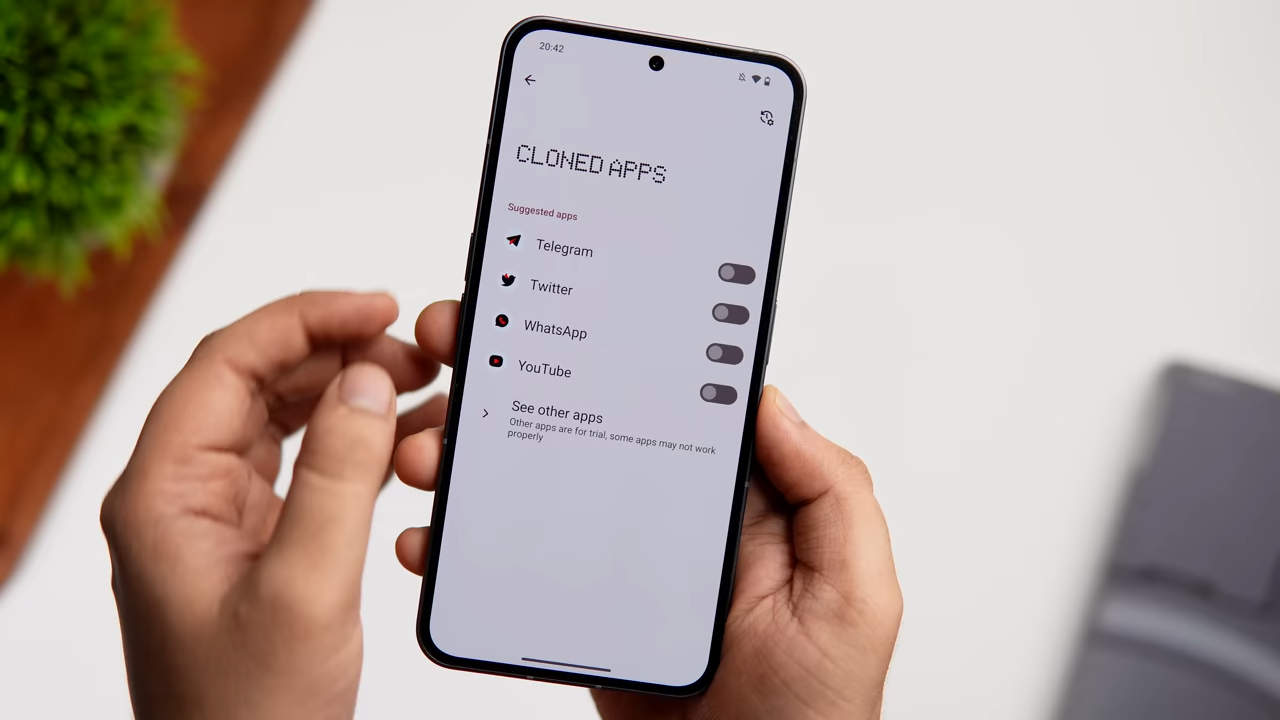 20:42
CLONED APPS
Suggested apps
Telegram
Twitter
WhatsApp
YouTube
See other apps
Other apps are for trial, some apps may not work
properly